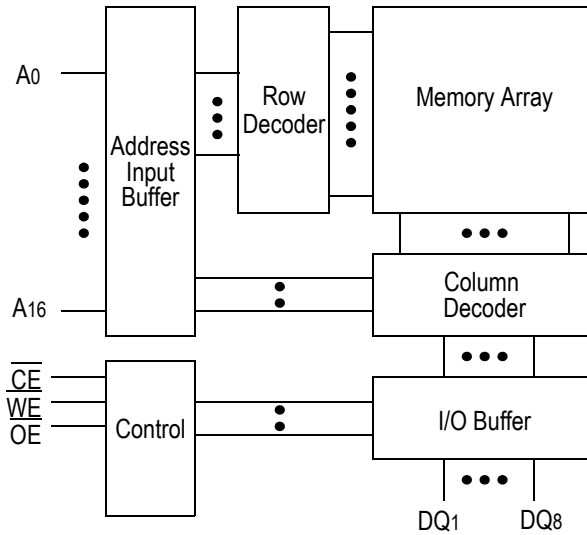 A0
A16
Address
Input
Buffer
Row
Decoder
Memory Array
Column
Decoder
CE
WE
OE
Control
I/O Buffer
DQ1
DQ8